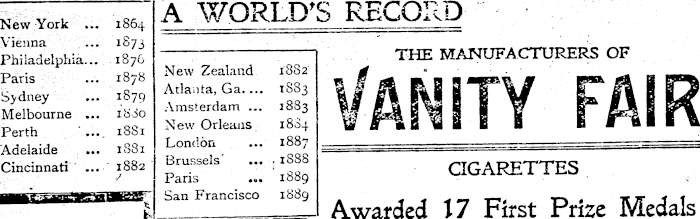 New York ... 1864
Vienna ... 1873
Philadelphia... 1876
Paris ... 1878
Sydney ... 1879
Melbourne ... 1880
Perth ... 1881
Adelaide ... 1881
Cincinnati ... 1882
A WORLD'S RECORD
New Zealand 1882
Atlanta, Ga.... 1883
Amsterdam ... 1883
New Orleans 1884
London ... 1887
Brussels ... 1888
Paris ... 1889
San Francisco 1889
THE MANUFACTURERS OF
VANITY FAIR
CIGARETTES
Awarded 17 First Prize Medals